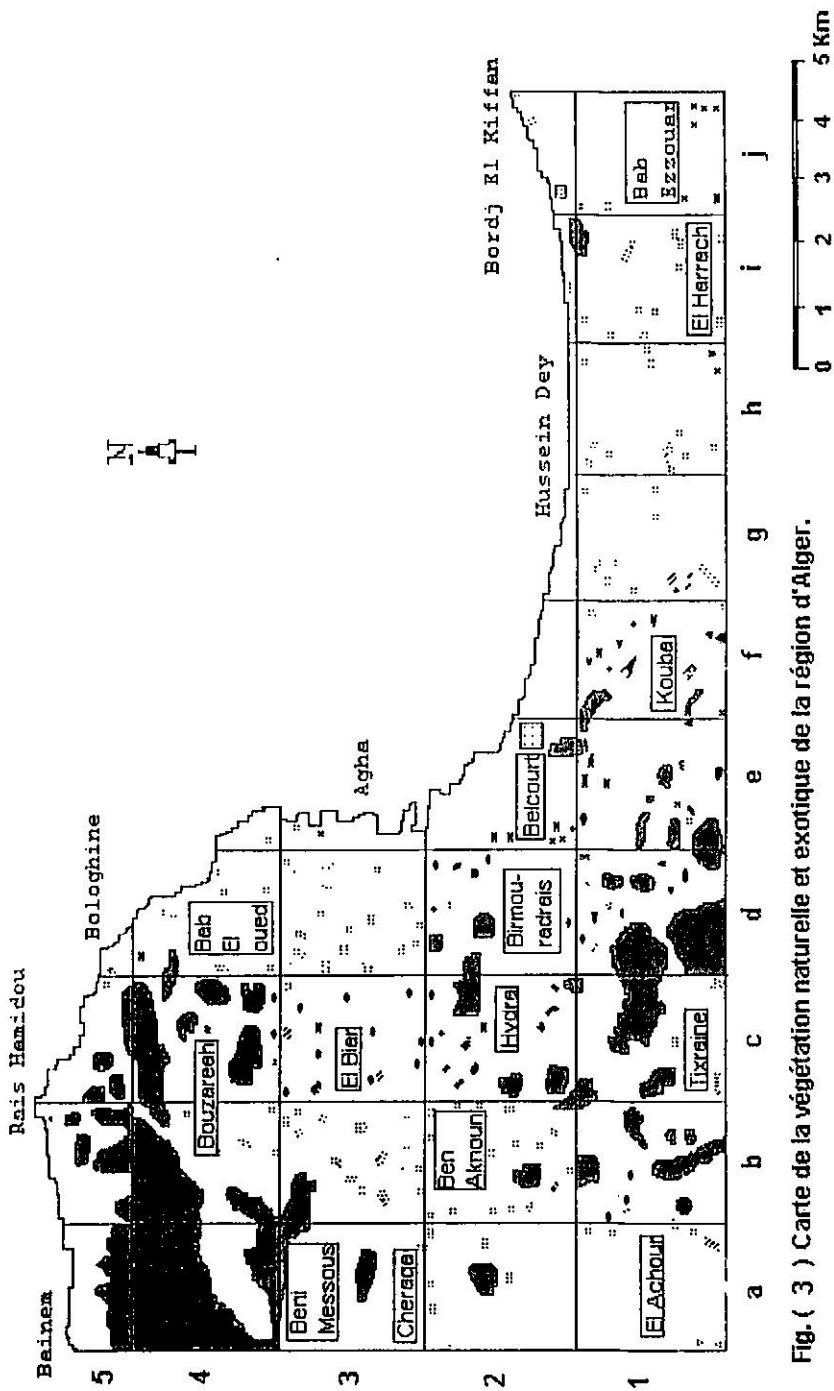 Rais Hamidou
Bainem
Bologhine
Agha
Hussein Dey
Bordj El Kiffan
N
5
4
3
2
1
Bouzareah
Bab
El
oued
Beni
Messous
Cheraga
El Biar
Ben
Aknoun
Hydra
Birmou-
radrais
Belcourt
El Achour
Tixraine
Kouba
El Harrach
Bab
Ezzouar
a b c d e f g h i j
0 1 2 3 4 5 Km
Fig. ( 3 ) Carte de la végétation naturelle et exotique de la région d'Alger.